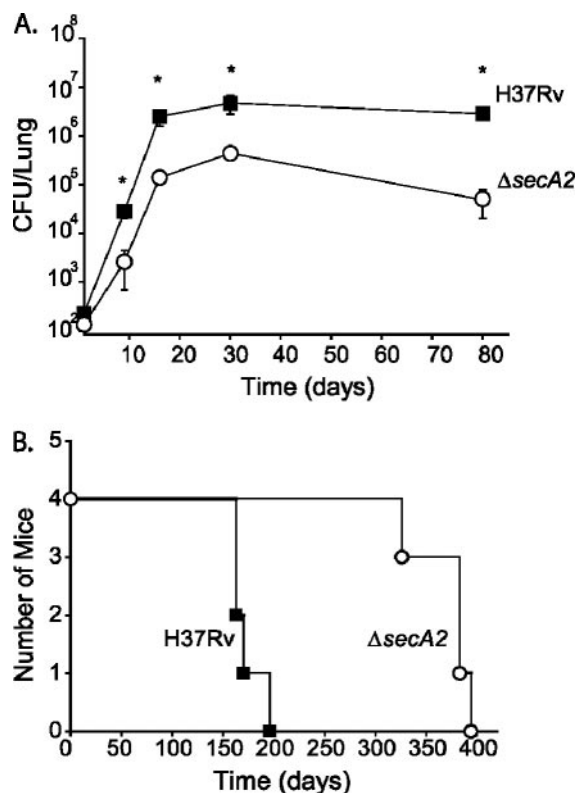 A.
CFU/Lung
10⁸
10⁷
10⁶
10⁵
10⁴
10³
10²
*
*
*
*
H37Rv
ΔsecA2
10 20 30 40 50 60 70 80
Time (days)
B.
Number of Mice
5
4
3
2
1
0
H37Rv
ΔsecA2
0 50 100 150 200 250 300 350 400
Time (days)